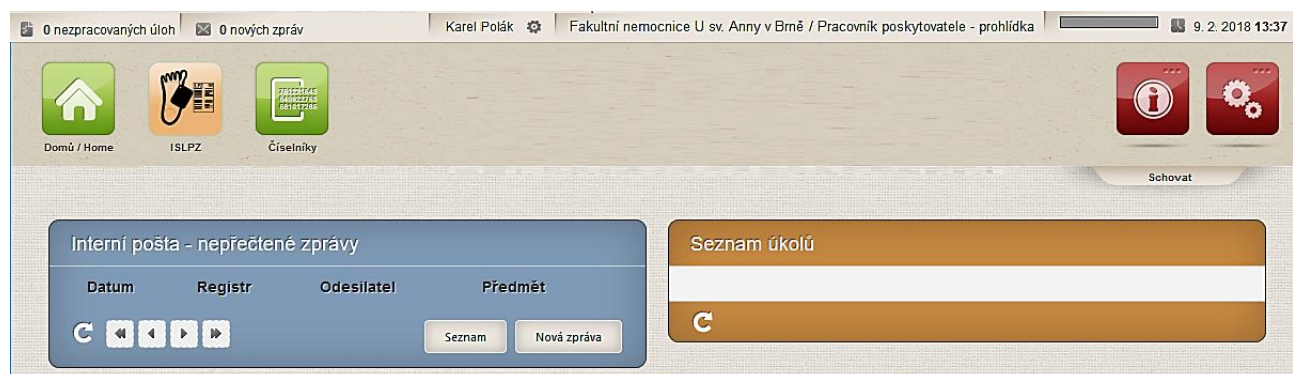 0 nezpracovaných úloh 0 nových zpráv Karel Polák Fakultní nemocnice U sv. Anny v Brně / Pracovník poskytovatele - prohlídka 9. 2. 2018 13:37
Domů / Home ISLPZ Číselníky
Schovat
Interní pošta - nepřečtené zprávy
Datum Registr Odesilatel Předmět
Seznam Nová zpráva
Seznam úkolů